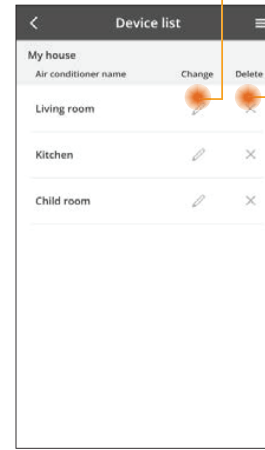 Device list
My house
Air conditioner name Change Delete
Living room
Kitchen
Child room